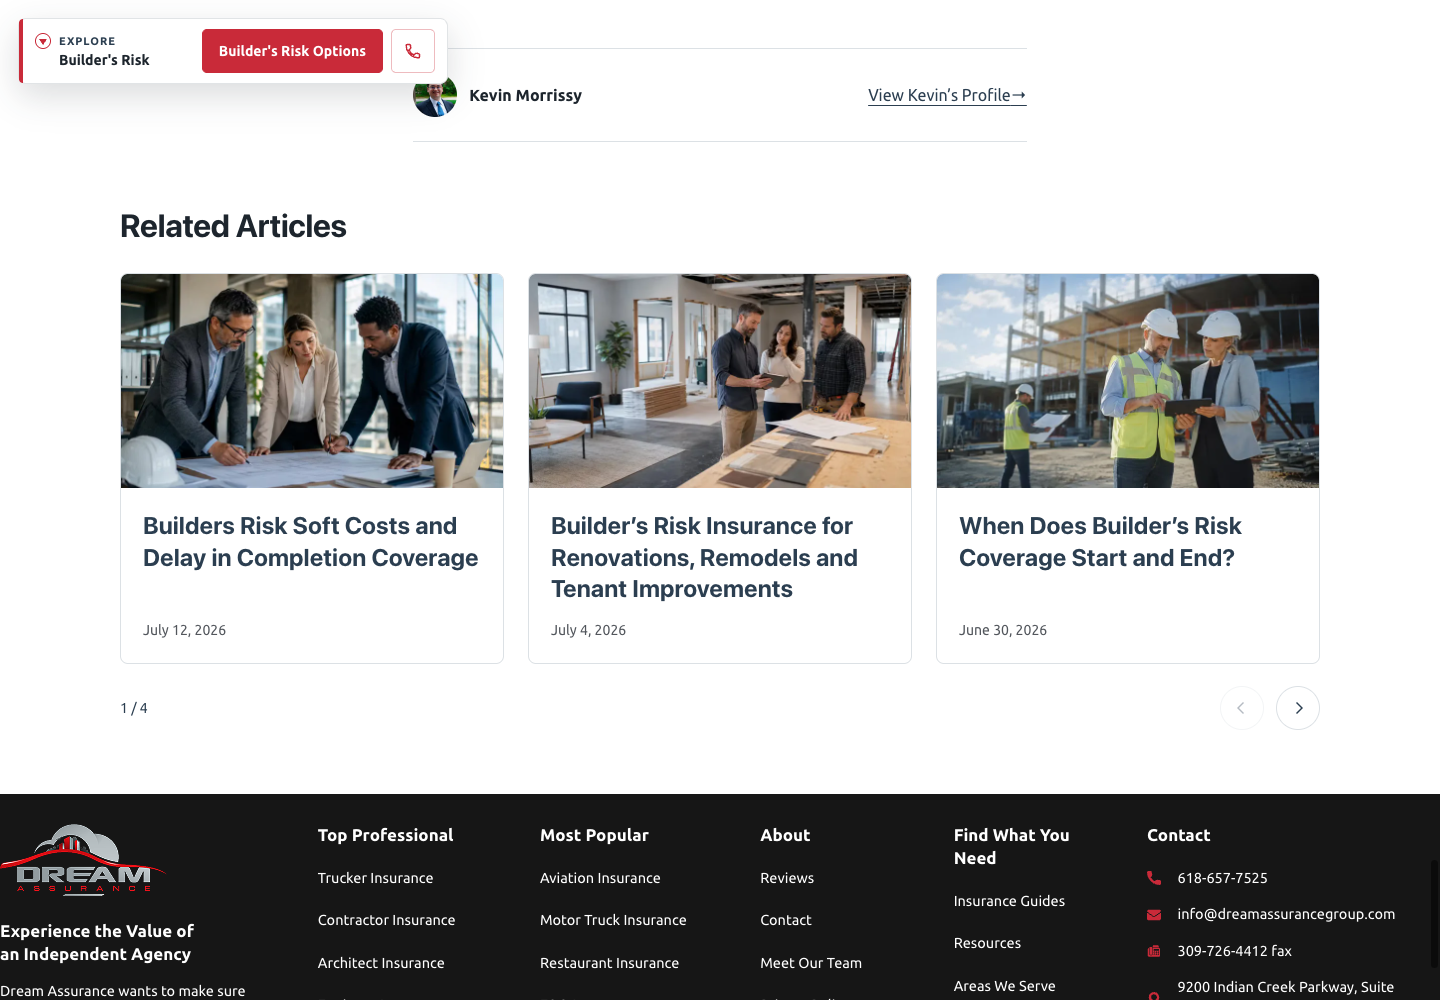 EXPLORE
Builder's Risk
Builder's Risk Options
Kevin Morrissy
View Kevin’s Profile→
Related Articles
Builders Risk Soft Costs and
Delay in Completion Coverage
July 12, 2026
Builder’s Risk Insurance for
Renovations, Remodels and
Tenant Improvements
July 4, 2026
When Does Builder’s Risk
Coverage Start and End?
June 30, 2026
1 / 4
DREAM
ASSURANCE
Experience the Value of
an Independent Agency
Dream Assurance wants to make sure
Top Professional
Trucker Insurance
Contractor Insurance
Architect Insurance
Most Popular
Aviation Insurance
Motor Truck Insurance
Restaurant Insurance
About
Reviews
Contact
Meet Our Team
Find What You
Need
Insurance Guides
Resources
Areas We Serve
Contact
618-657-7525
info@dreamassurancegroup.com
309-726-4412 fax
9200 Indian Creek Parkway, Suite